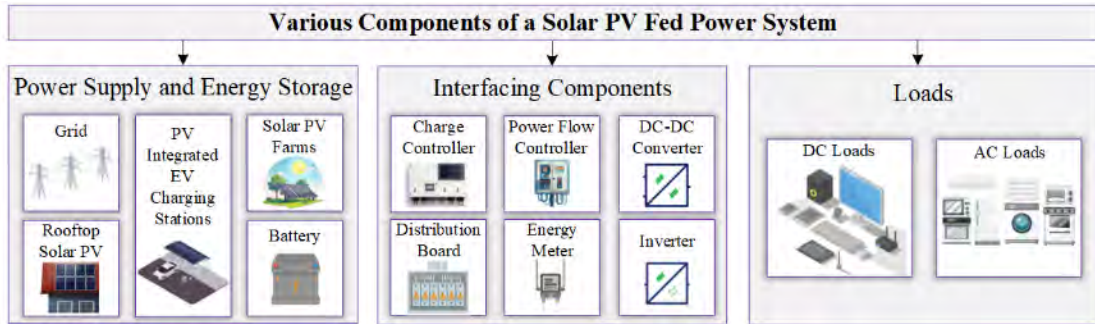 Various Components of a Solar PV Fed Power System
Power Supply and Energy Storage
Grid
PV
Integrated
EV
Charging
Stations
Solar PV
Farms
Rooftop
Solar PV
Battery
Interfacing Components
Charge
Controller
Power Flow
Controller
DC-DC
Converter
Distribution
Board
Energy
Meter
Inverter
Loads
DC Loads
AC Loads